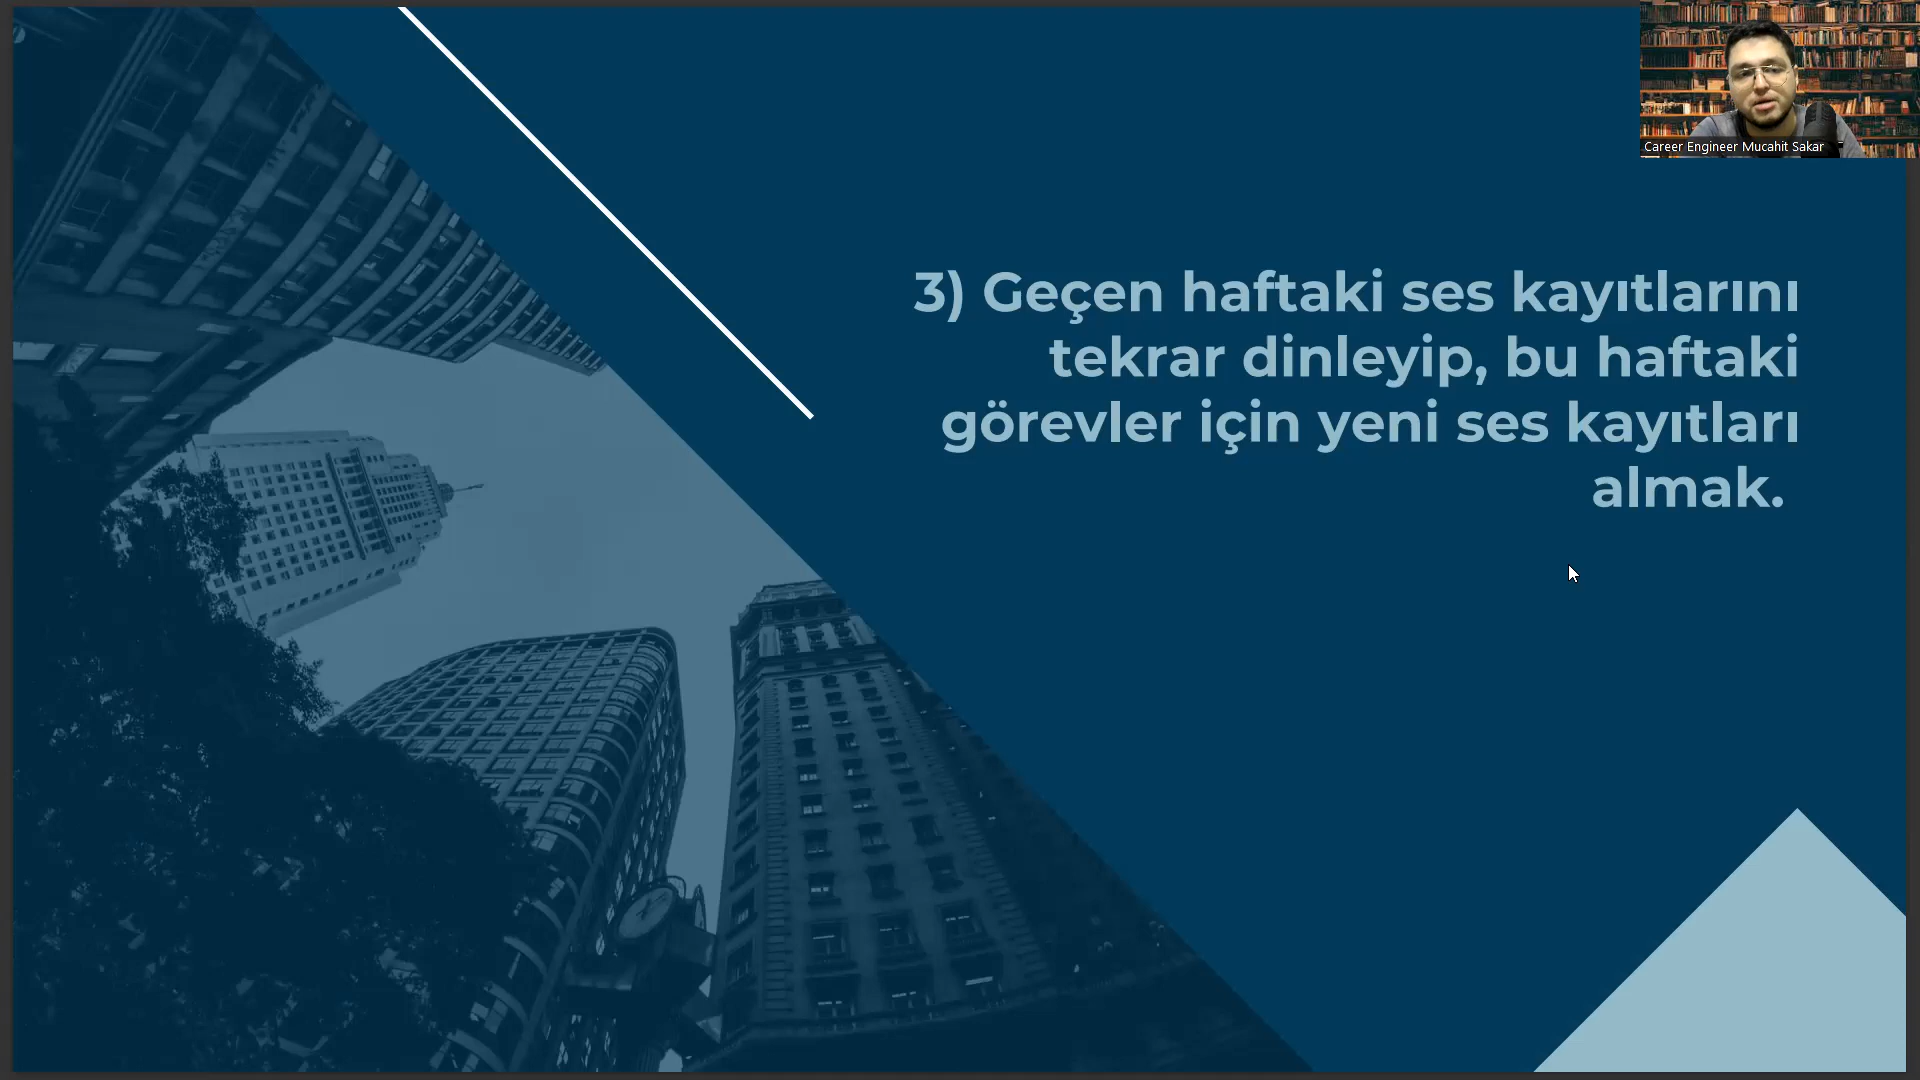 Career Engineer Mucahit Sakar
3) Geçen haftaki ses kayıtlarını
tekrar dinleyip, bu haftaki
görevler için yeni ses kayıtları
almak.